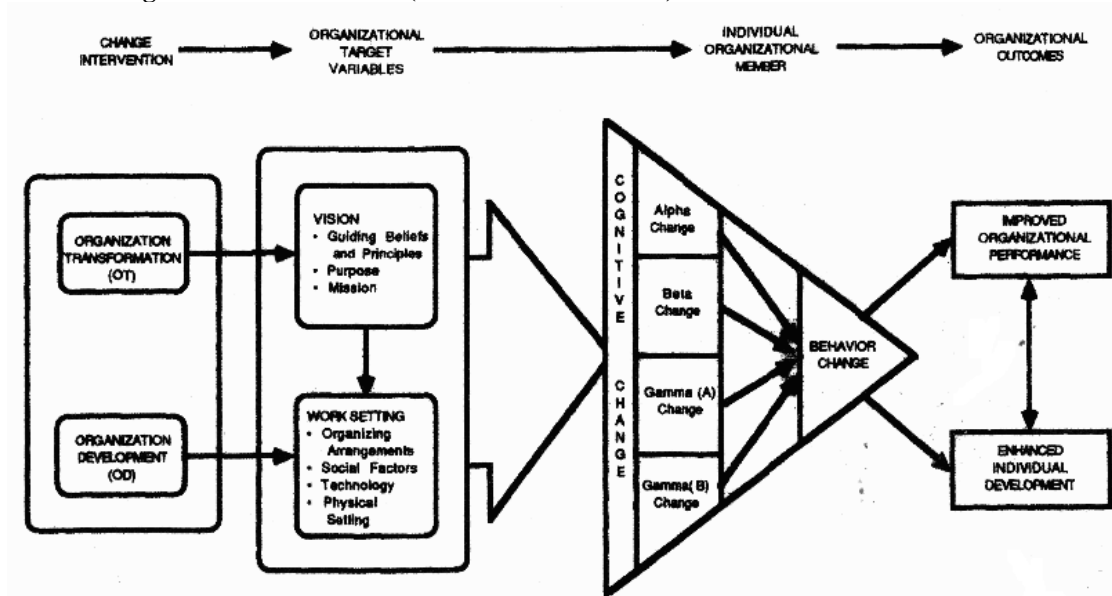 CHANGE
INTERVENTION
ORGANIZATIONAL
TARGET
VARIABLES
INDIVIDUAL
ORGANIZATIONAL
MEMBER
ORGANIZATIONAL
OUTCOMES
ORGANIZATION
TRANSFORMATION
(OT)
VISION
• Guiding Beliefs
and Principles
• Purpose
• Mission
ORGANIZATION
DEVELOPMENT
(OD)
WORK SETTING
• Organizing
Arrangements
• Social Factors
• Technology
• Physical
Setting
COGNITIVE CHANGE
Alpha
Change
Beta
Change
Gamma (A)
Change
Gamma( B)
Change
BEHAVIOR
CHANGE
IMPROVED
ORGANIZATIONAL
PERFORMANCE
ENHANCED
INDIVIDUAL
DEVELOPMENT